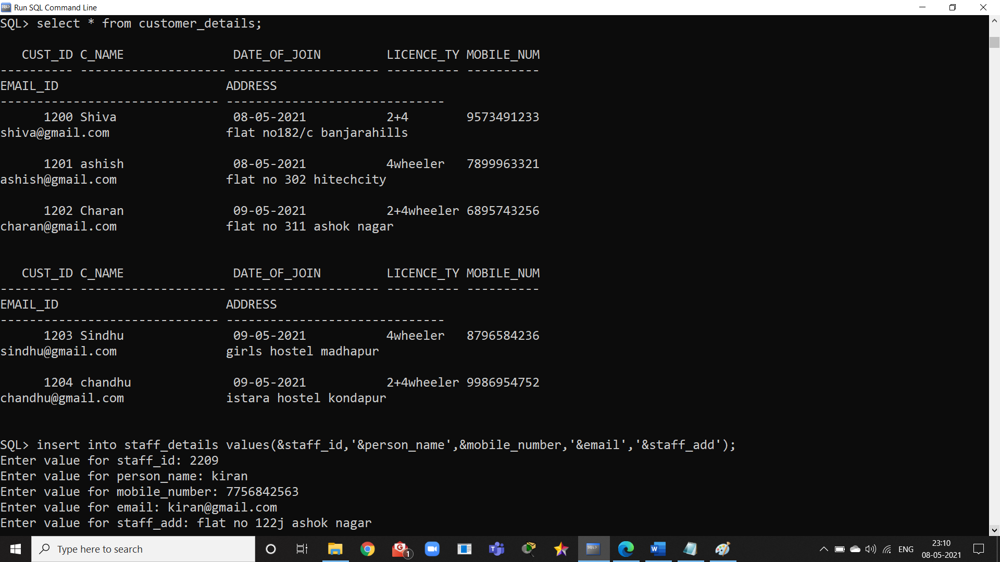 Run SQL Command Line
SQL> select * from customer_details;
   CUST_ID C_NAME               DATE_OF_JOIN         LICENCE_TY MOBILE_NUM
---------- -------------------- -------------------- ---------- ----------
EMAIL_ID                       ADDRESS
------------------------------ ------------------------------
      1200 Shiva                08-05-2021           2+4        9573491233
shiva@gmail.com                flat no182/c banjarahills
      1201 ashish               08-05-2021           4wheeler   7899963321
ashish@gmail.com               flat no 302 hitechcity
      1202 Charan               09-05-2021           2+4wheeler 6895743256
charan@gmail.com               flat no 311 ashok nagar
   CUST_ID C_NAME               DATE_OF_JOIN         LICENCE_TY MOBILE_NUM
---------- -------------------- -------------------- ---------- ----------
EMAIL_ID                       ADDRESS
------------------------------ ------------------------------
      1203 Sindhu               09-05-2021           4wheeler   8796584236
sindhu@gmail.com               girls hostel madhapur
      1204 chandhu              09-05-2021           2+4wheeler 9986954752
chandhu@gmail.com              istara hostel kondapur
SQL> insert into staff_details values(&staff_id,'&person_name',&mobile_number,'&email','&staff_add');
Enter value for staff_id: 2209
Enter value for person_name: kiran
Enter value for mobile_number: 7756842563
Enter value for email: kiran@gmail.com
Enter value for staff_add: flat no 122j ashok nagar
Type here to search
1
ENG
23:10
08-05-2021